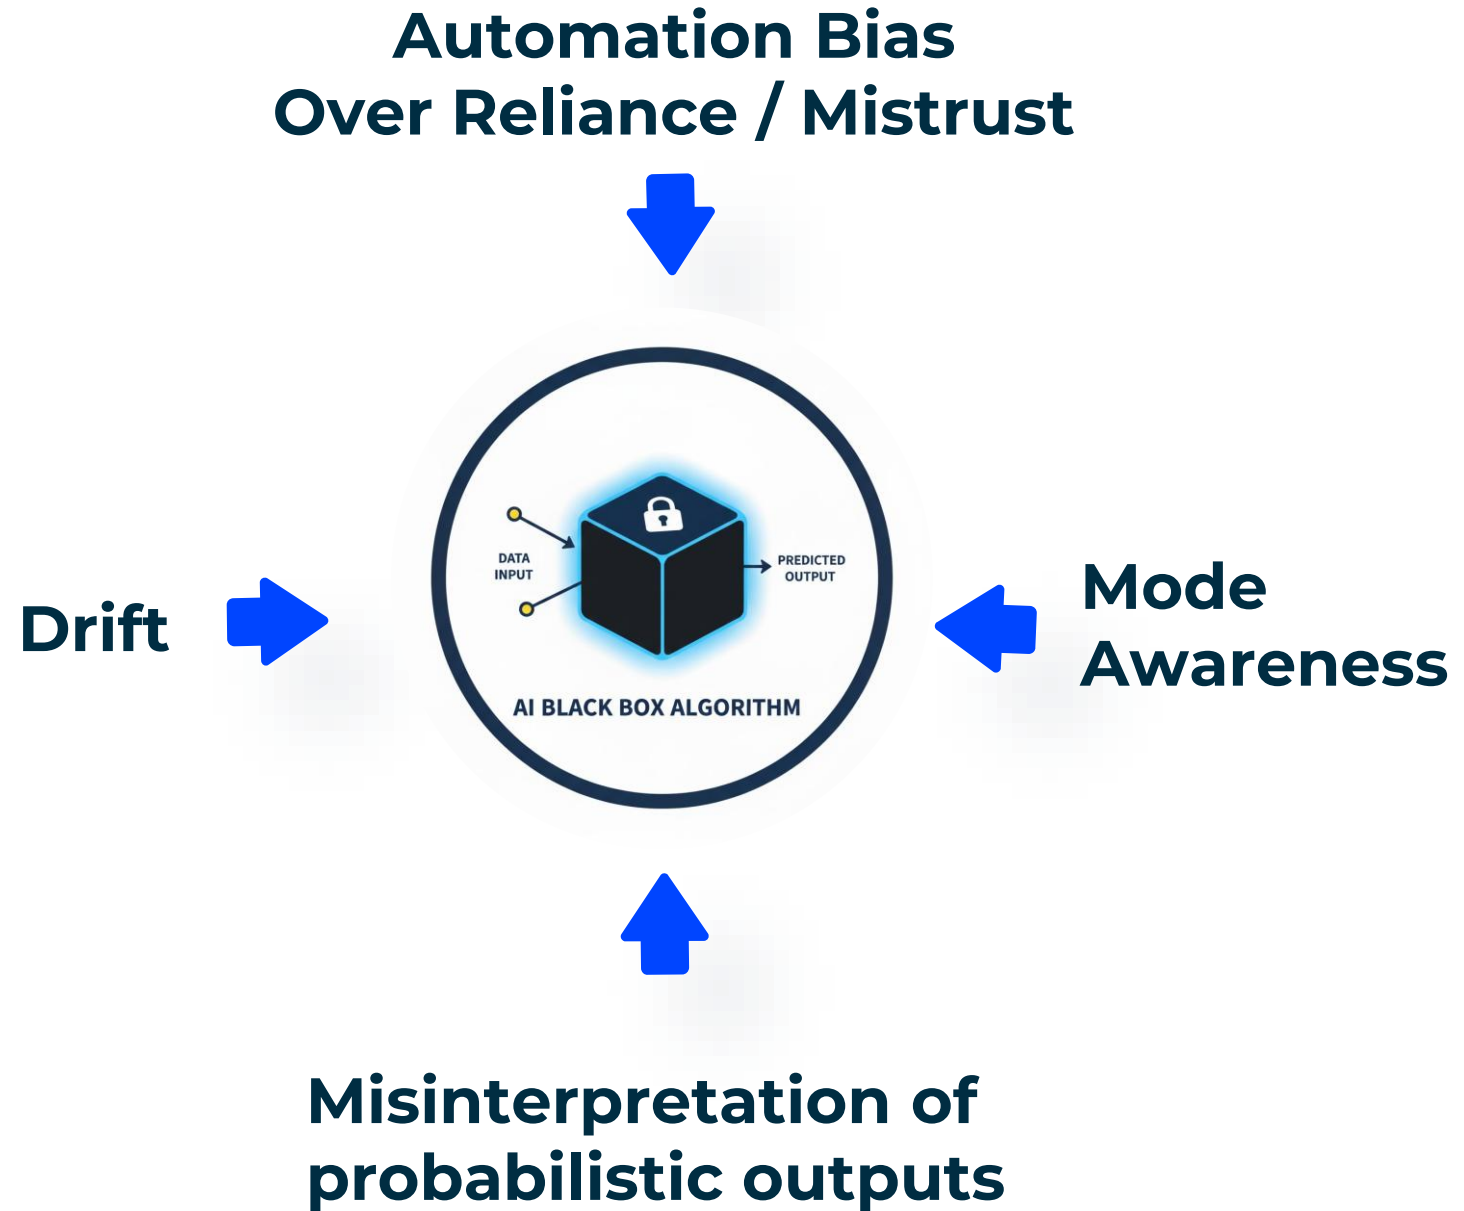 Automation Bias
Over Reliance / Mistrust
DATA
INPUT
PREDICTED
OUTPUT
AI BLACK BOX ALGORITHM
Drift
Mode
Awareness
Misinterpretation of
probabilistic outputs